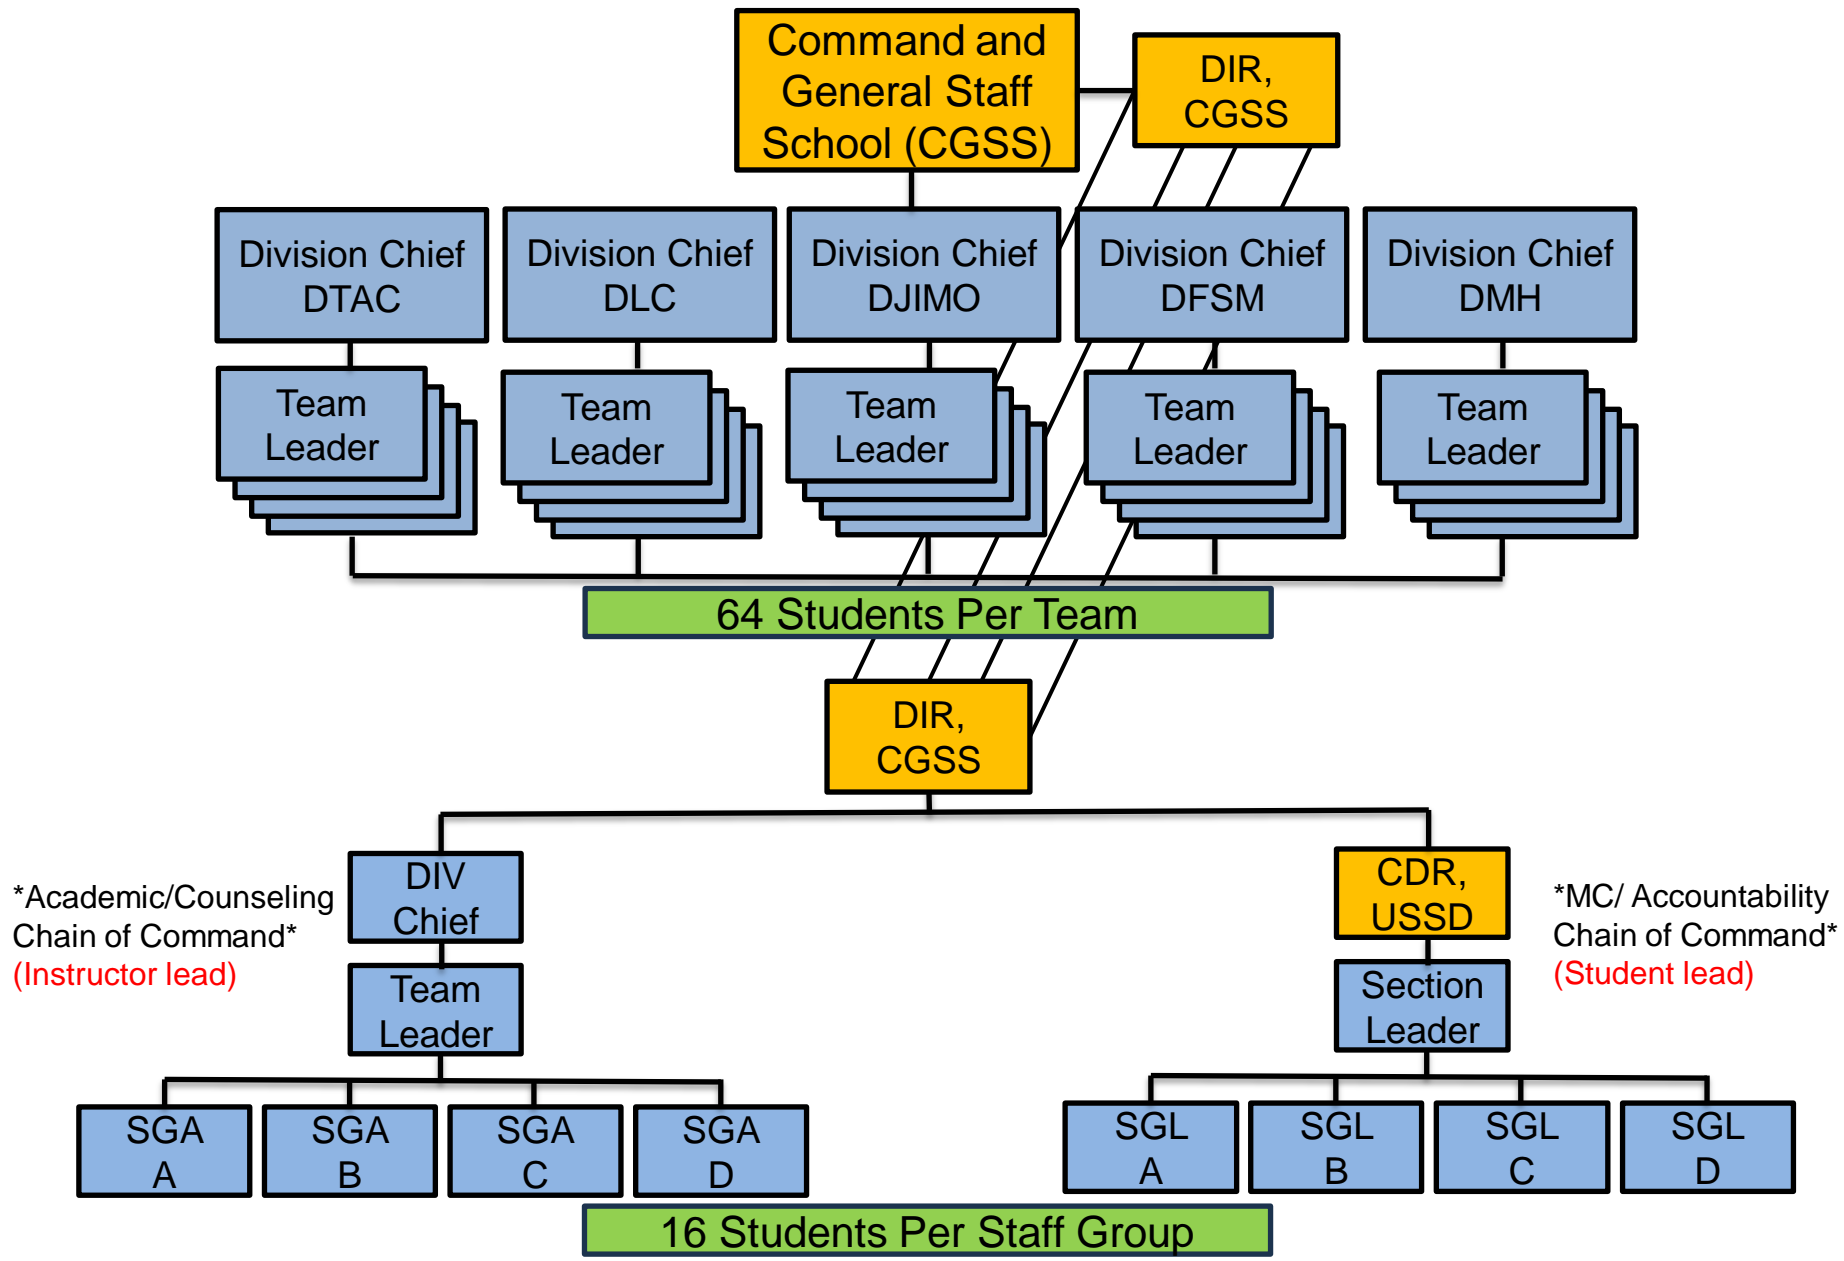 Command and
General Staff
School (CGSS)
DIR,
CGSS
Division Chief
DTAC
Division Chief
DLC
Division Chief
DJIMO
Division Chief
DFSM
Division Chief
DMH
Team
Leader
Team
Leader
Team
Leader
Team
Leader
Team
Leader
64 Students Per Team
DIR,
CGSS
*Academic/Counseling
Chain of Command*
(Instructor lead)
DIV
Chief
Team
Leader
SGA
A
SGA
B
SGA
C
SGA
D
CDR,
USSD
Section
Leader
*MC/ Accountability
Chain of Command*
(Student lead)
SGL
A
SGL
B
SGL
C
SGL
D
16 Students Per Staff Group